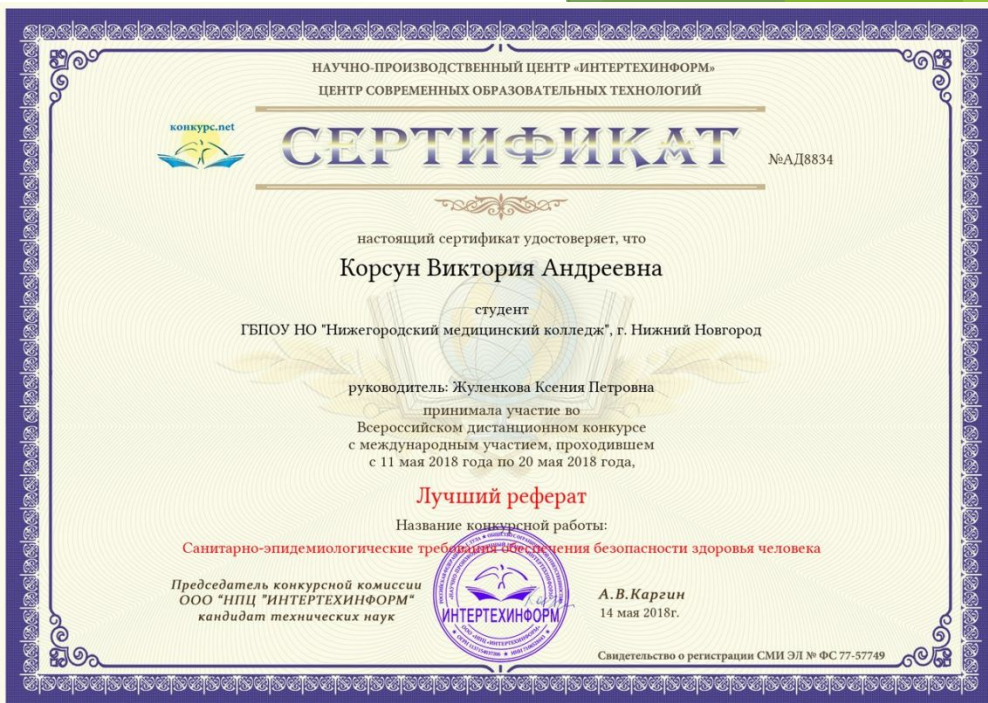 НАУЧНО-ПРОИЗВОДСТВЕННЫЙ ЦЕНТР «ИНТЕРТЕХИНФОРМ»
ЦЕНТР СОВРЕМЕННЫХ ОБРАЗОВАТЕЛЬНЫХ ТЕХНОЛОГИЙ
конкурс.net
СЕРТИФИКАТ
№АД8834
настоящий сертификат удостоверяет, что
Корсун Виктория Андреевна
студент
ГБПОУ НО "Нижегородский медицинский колледж", г. Нижний Новгород
руководитель: Жуленкова Ксения Петровна
принимала участие во
Всероссийском дистанционном конкурсе
с международным участием, проходившем
с 11 мая 2018 года по 20 мая 2018 года,
Лучший реферат
Название конкурсной работы:
Санитарно-эпидемиологические требования обеспечения безопасности здоровья человека
Председатель конкурсной комиссии
ООО "НПЦ "ИНТЕРТЕХИНФОРМ"
кандидат технических наук
ИНТЕРТЕХИНФОРМ
А.В.Каргин
14 мая 2018г.
Свидетельство о регистрации СМИ ЭЛ № ФС 77-57749